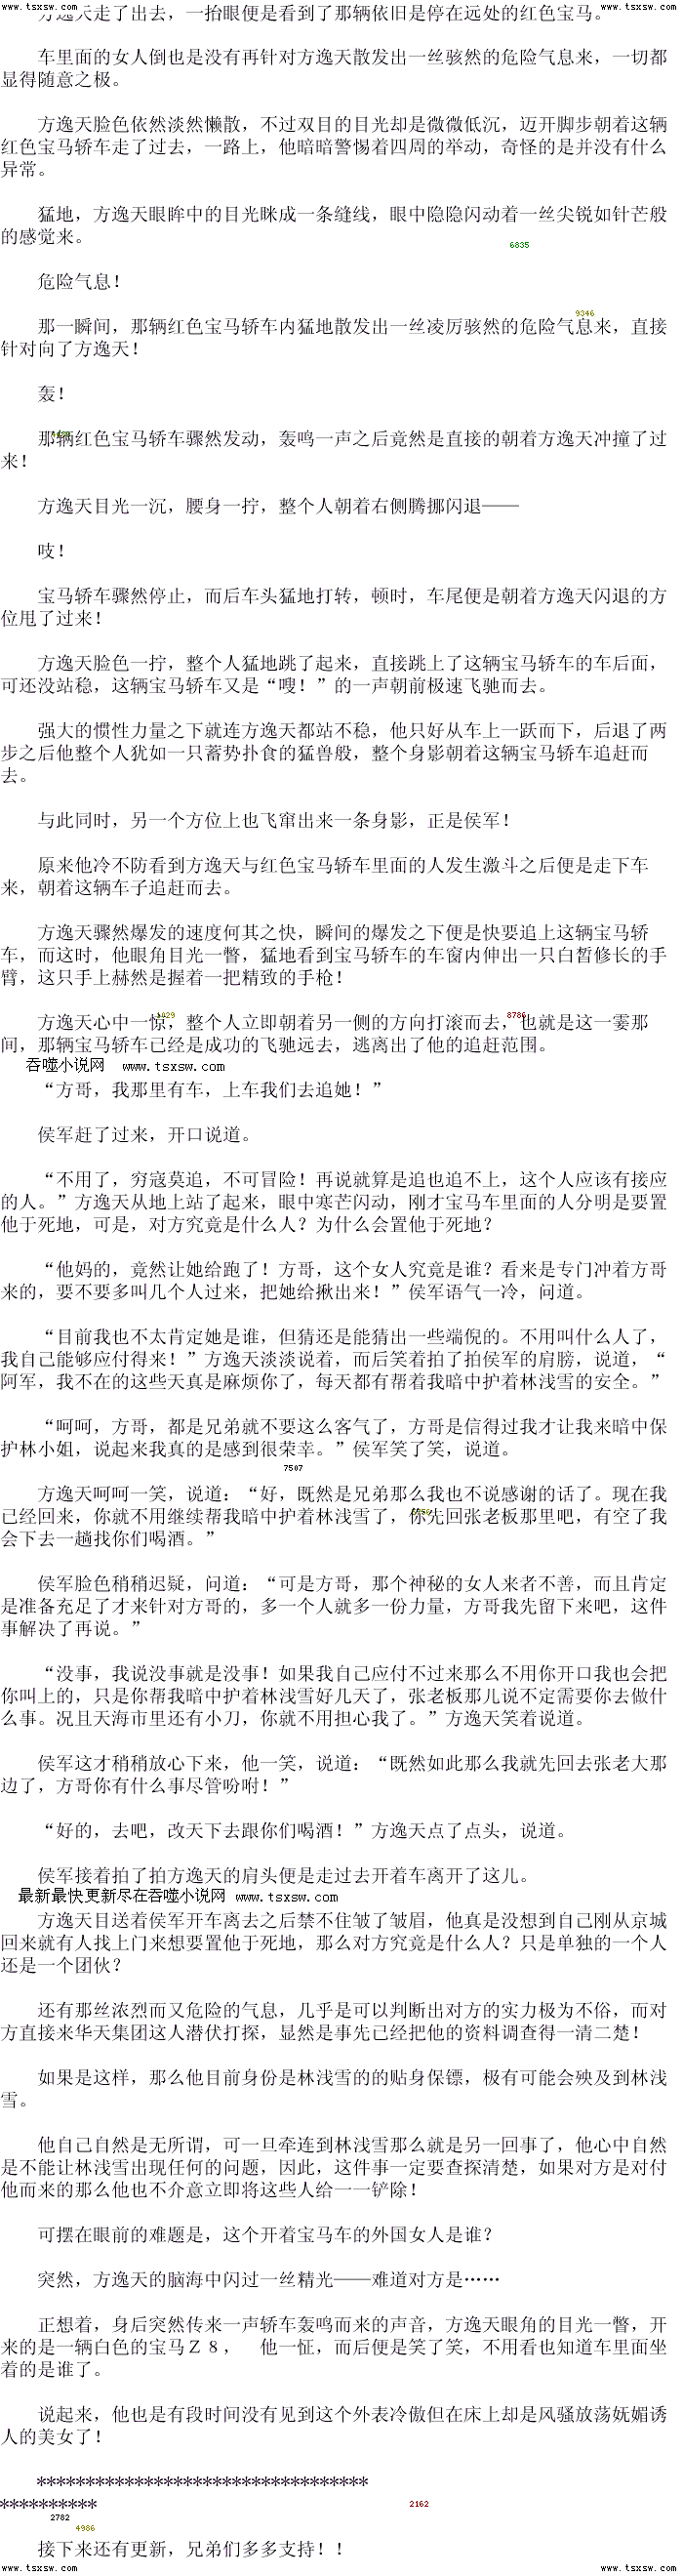 www.tsxsw.com www.tsxsw.com
方逸天走了出去，一抬眼便是看到了那辆依旧是停在远处的红色宝马。
车里面的女人倒也是没有再针对方逸天散发出一丝骇然的危险气息来，一切都
显得随意之极。
方逸天脸色依然淡然懒散，不过双目的目光却是微微低沉，迈开脚步朝着这辆
红色宝马轿车走了过去，一路上，他暗暗警惕着四周的举动，奇怪的是并没有什么
异常。
猛地，方逸天眼眸中的目光眯成一条缝线，眼中隐隐闪动着一丝尖锐如针芒般
的感觉来。
6835
危险气息！
9346
那一瞬间，那辆红色宝马轿车内猛地散发出一丝凌厉骇然的危险气息来，直接
针对向了方逸天！
轰！
那辆红色宝马轿车骤然发动，轰鸣一声之后竟然是直接的朝着方逸天冲撞了过
来！
方逸天目光一沉，腰身一拧，整个人朝着右侧腾挪闪退——
吱！
宝马轿车骤然停止，而后车头猛地打转，顿时，车尾便是朝着方逸天闪退的方
位甩了过来！
方逸天脸色一拧，整个人猛地跳了起来，直接跳上了这辆宝马轿车的车后面，
可还没站稳，这辆宝马轿车又是“嗖！”的一声朝前极速飞驰而去。
强大的惯性力量之下就连方逸天都站不稳，他只好从车上一跃而下，后退了两
步之后他整个人犹如一只蓄势扑食的猛兽般，整个身影朝着这辆宝马轿车追赶而
去。
与此同时，另一个方位上也飞窜出来一条身影，正是侯军！
原来他冷不防看到方逸天与红色宝马轿车里面的人发生激斗之后便是走下车
来，朝着这辆车子追赶而去。
方逸天骤然爆发的速度何其之快，瞬间的爆发之下便是快要追上这辆宝马轿
车，而这时，他眼角目光一瞥，猛地看到宝马轿车的车窗内伸出一只白皙修长的手
臂，这只手上赫然是握着一把精致的手枪！
1029 8786
方逸天心中一惊，整个人立即朝着另一侧的方向打滚而去，也就是这一霎那
间，那辆宝马轿车已经是成功的飞驰远去，逃离出了他的追赶范围。
吞噬小说网 www.tsxsw.com
“方哥，我那里有车，上车我们去追她！”
侯军赶了过来，开口说道。
“不用了，穷寇莫追，不可冒险！再说就算是追也追不上，这个人应该有接应
的人。”方逸天从地上站了起来，眼中寒芒闪动，刚才宝马车里面的人分明是要置
他于死地，可是，对方究竟是什么人？为什么会置他于死地？
“他妈的，竟然让她给跑了！方哥，这个女人究竟是谁？看来是专门冲着方哥
来的，要不要多叫几个人过来，把她给揪出来！”侯军语气一冷，问道。
“目前我也不太肯定她是谁，但猜还是能猜出一些端倪的。不用叫什么人了，
我自己能够应付得来！”方逸天淡淡说着，而后笑着拍了拍侯军的肩膀，说道，“
阿军，我不在的这些天真是麻烦你了，每天都有帮着我暗中护着林浅雪的安全。”
“呵呵，方哥，都是兄弟就不要这么客气了，方哥是信得过我才让我来暗中保
护林小姐，说起来我真的是感到很荣幸。”侯军笑了笑，说道。
7507
方逸天呵呵一笑，说道：“好，既然是兄弟那么我也不说感谢的话了。现在我
己经回来，你就不用继续帮我暗中护着林浅雪了，你先回张老板那里吧，有空了我
会下去一趟找你们喝酒。”
侯军脸色稍稍迟疑，问道：“可是方哥，那个神秘的女人来者不善，而且肯定
是准备充足了才来针对方哥的，多一个人就多一份力量，方哥我先留下来吧，这件
事解决了再说。”
“没事，我说没事就是没事！如果我自己应付不过来那么不用你开口我也会把
你叫上的，只是你帮我暗中护着林浅雪好几天了，张老板那儿说不定需要你去做什
么事。况且天海市里还有小刀，你就不用担心我了。”方逸天笑着说道。
侯军这才稍稍放心下来，他一笑，说道：“既然如此那么我就先回去张老大那
边了，方哥你有什么事尽管吩咐！”
“好的，去吧，改天下去跟你们喝酒！”方逸天点了点头，说道。
侯军接着拍了拍方逸天的肩头便是走过去开着车离开了这儿。
最新最快更新尽在吞噬小说网 www.tsxsw.com
方逸天目送着侯军开车离去之后禁不住皱了皱眉，他真是没想到自己刚从京城
回来就有人找上门来想要置他于死地，那么对方究竟是什么人？只是单独的一个人
还是一个团伙？
还有那丝浓烈而又危险的气息，几乎是可以判断出对方的实力极为不俗，而对
方直接来华天集团这人潜伏打探，显然是事先已经把他的资料调查得一清二楚！
如果是这样，那么他目前身份是林浅雪的的贴身保镖，极有可能会殃及到林浅
雪。
他自己自然是无所谓，可一旦牵连到林浅雪那么就是另一回事了，他心中自然
是不能让林浅雪出现任何的问题，因此，这件事一定要查探清楚，如果对方是对付
他而来的那么他也不介意立即将这些人给一一铲除！
可摆在眼前的难题是，这个开着宝马车的外国女人是谁？
突然，方逸天的脑海中闪过一丝精光——难道对方是……
正想着，身后突然传来一声轿车轰鸣而来的声音，方逸天眼角的目光一瞥，开
来的是一辆白色的宝马Ｚ８，　他一怔，而后便是笑了笑，不用看也知道车里面坐
着的是谁了。
说起来，他也是有段时间没有见到这个外表冷傲但在床上却是风骚放荡妩媚诱
人的美女了！
**********************************
**********
2162
2782
4986
接下来还有更新，兄弟们多多支持！！
www.tsxsw.com www.tsxsw.com